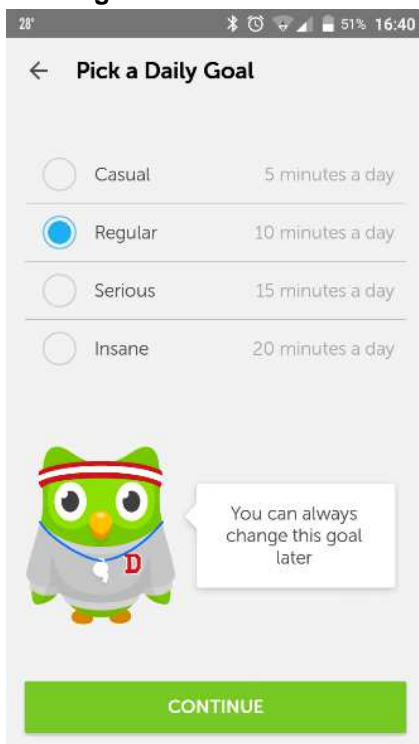 28°
51% 16:40
Pick a Daily Goal
Casual 5 minutes a day
Regular 10 minutes a day
Serious 15 minutes a day
Insane 20 minutes a day
You can always
change this goal
later
D
CONTINUE